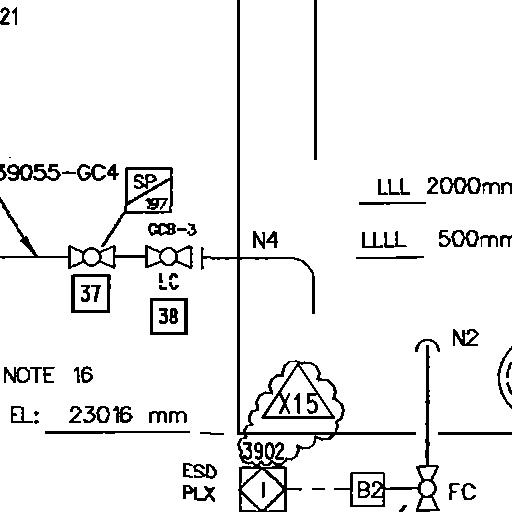 21
39055-GC4
SP
197
LLL 2000mm
GCB-3
N4
LLLL 500mm
LC
37
38
N2
NOTE 16
X15
EL: 23016 mm
3902
ESD
PLX
I
B2
FC